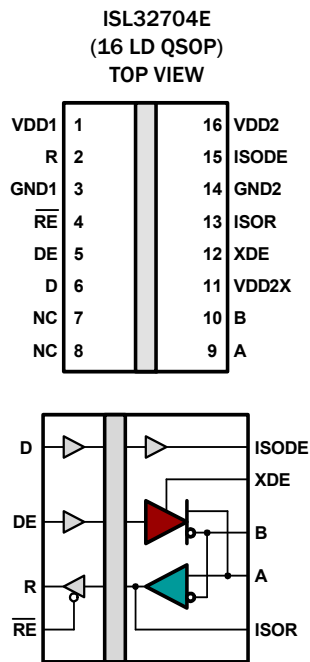 ISL32704E
(16 LD QSOP)
TOP VIEW
VDD1 1 16 VDD2
R 2 15 ISODE
GND1 3 14 GND2
RE 4 13 ISOR
DE 5 12 XDE
D 6 11 VDD2X
NC 7 10 B
NC 8 9 A
D ISODE
XDE
DE B
A
R
RE ISOR